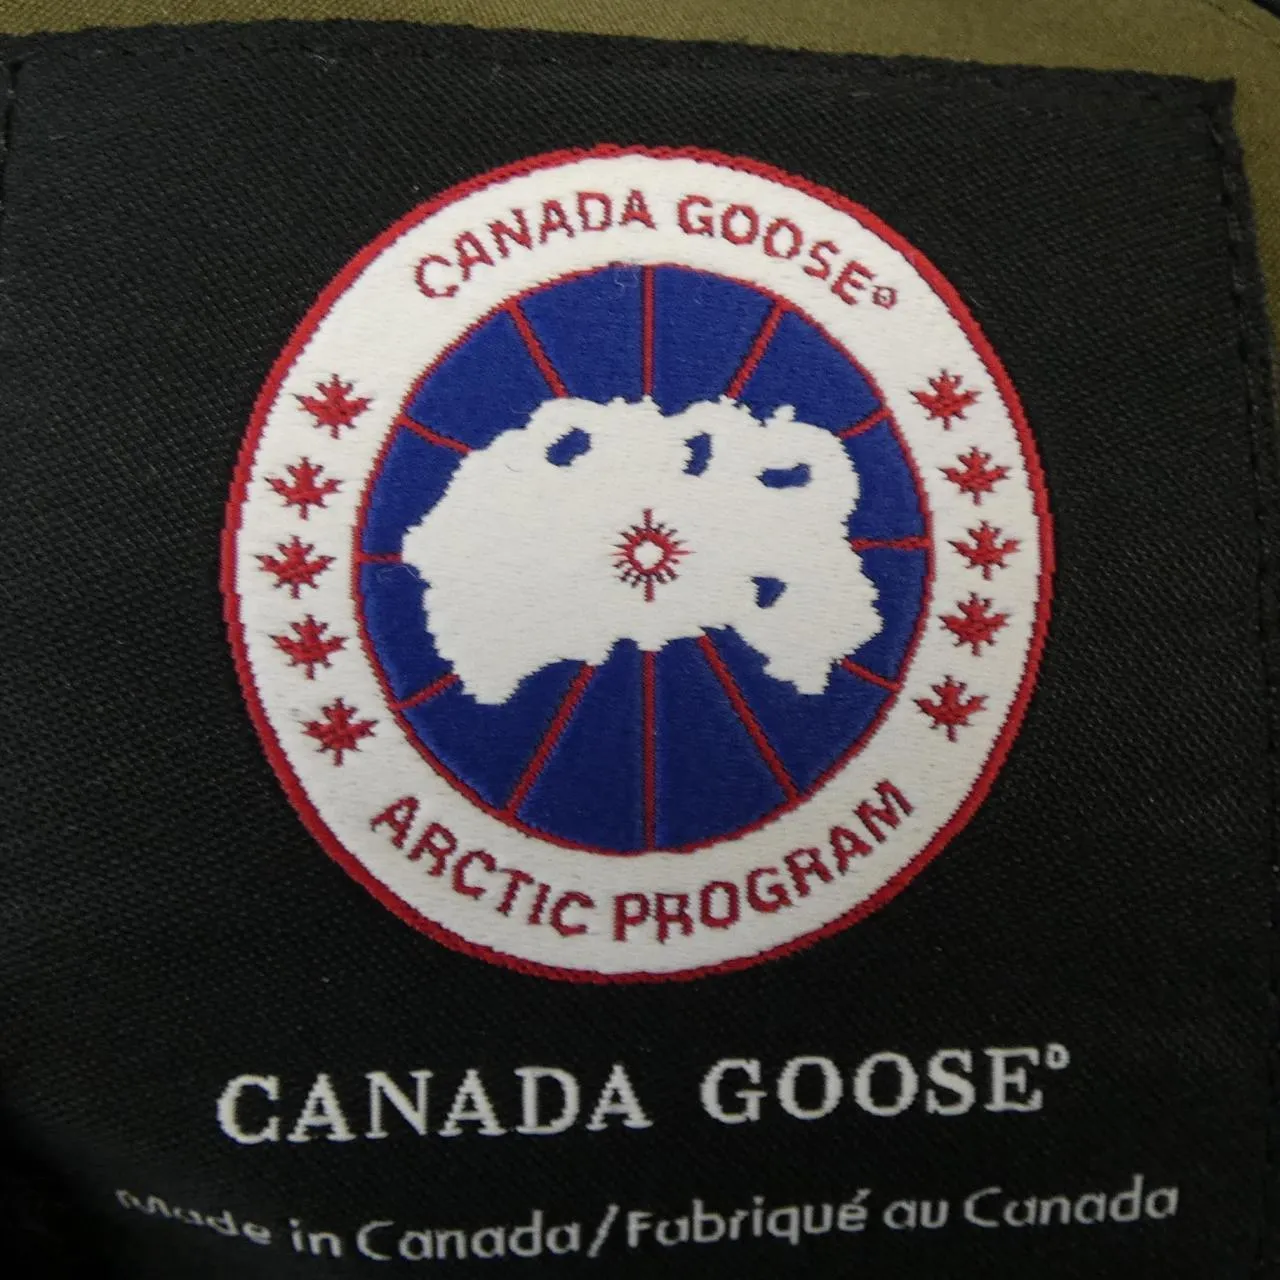 CANADA GOOSE®
ARCTIC PROGRAM
CANADA GOOSE®
Made in Canada/Fabriqué au Canada